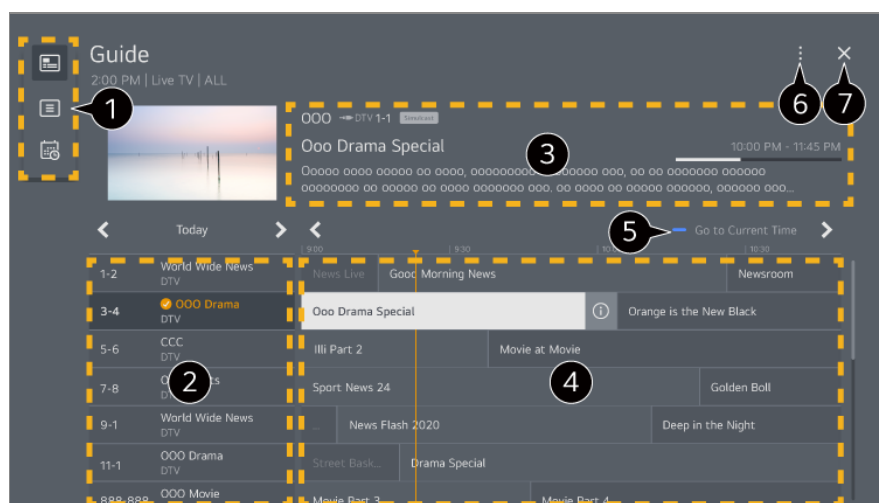 Guide
2:00 PM | Live TV | ALL
1
6
7
OOO DTV 1-1 Simulcast
Ooo Drama Special
3
10:00 PM - 11:45 PM
Today
5
Go to Current Time
9:00
9:30
10:30
1-2
World Wide News
DTV
News Live
Good Morning News
Newsroom
3-4
OOO Drama
DTV
Ooo Drama Special
Orange is the New Black
5-6
CCC
DTV
Illi Part 2
Movie at Movie
7-8
2
Sport News 24
4
Golden Boll
9-1
World Wide News
DTV
...
News Flash 2020
Deep in the Night
11-1
OOO Drama
DTV
Street Bask...
Drama Special
888-888-
OOO Movie
Movie Part 3
Movie Part 4